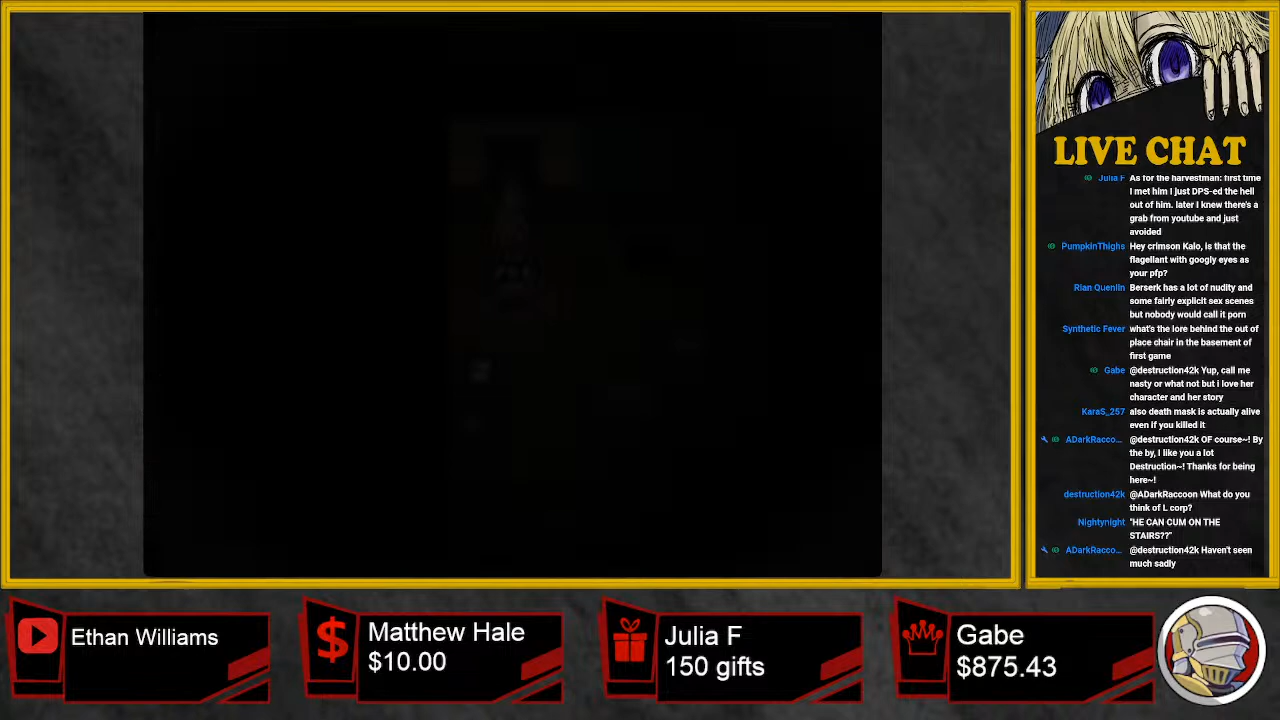 LIVE CHAT
Julia F As for the harvestman: first time
I met him I just DPS-ed the hell
out of him. later I knew there's a
grab from youtube and just
avoided
PumpkinThighs Hey crimson Kalo, is that the
flagellant with googly eyes as
your pfp?
Rian Quenlin Berserk has a lot of nudity and
some fairly explicit sex scenes
but nobody would call it porn
Synthetic Fever what's the lore behind the out of
place chair in the basement of
first game
Gabe @destruction42k Yup, call me
nasty or what not but i love her
character and her story
KaraS_257 also death mask is actually alive
even if you killed it
ADarkRacco... @destruction42k OF course~! By
the by, I like you a lot
Destruction~! Thanks for being
here~!
destruction42k @ADarkRaccoon What do you
think of L corp?
Nightynight "HE CAN CUM ON THE
STAIRS??"
ADarkRacco... @destruction42k Haven't seen
much sadly
Ethan Williams
Matthew Hale
$10.00
Julia F
150 gifts
Gabe
$875.43